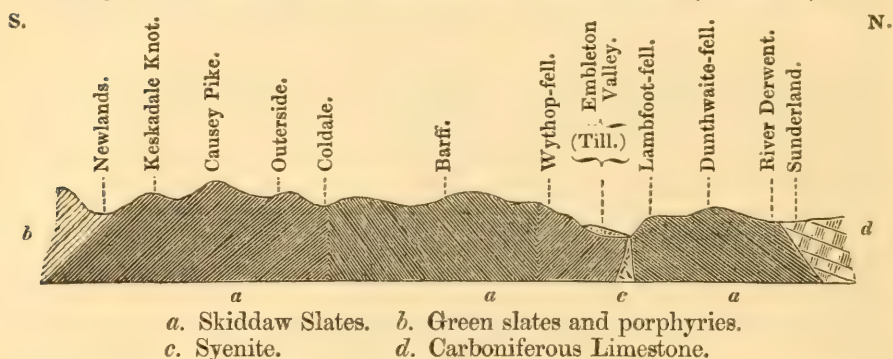 S.
N.
Newlands.
Keskadale Knot.
Causey Pike.
Outerside.
Coldale.
Barff.
Wythop-fell.
(Till.)
Embleton
Valley.
Lambfoot-fell.
Dunthwaite-fell.
River Derwent.
Sunderland.
b
d
a a c a
a. Skiddaw Slates. b. Green slates and porphyries.
c. Syenite. d. Carboniferous Limestone.